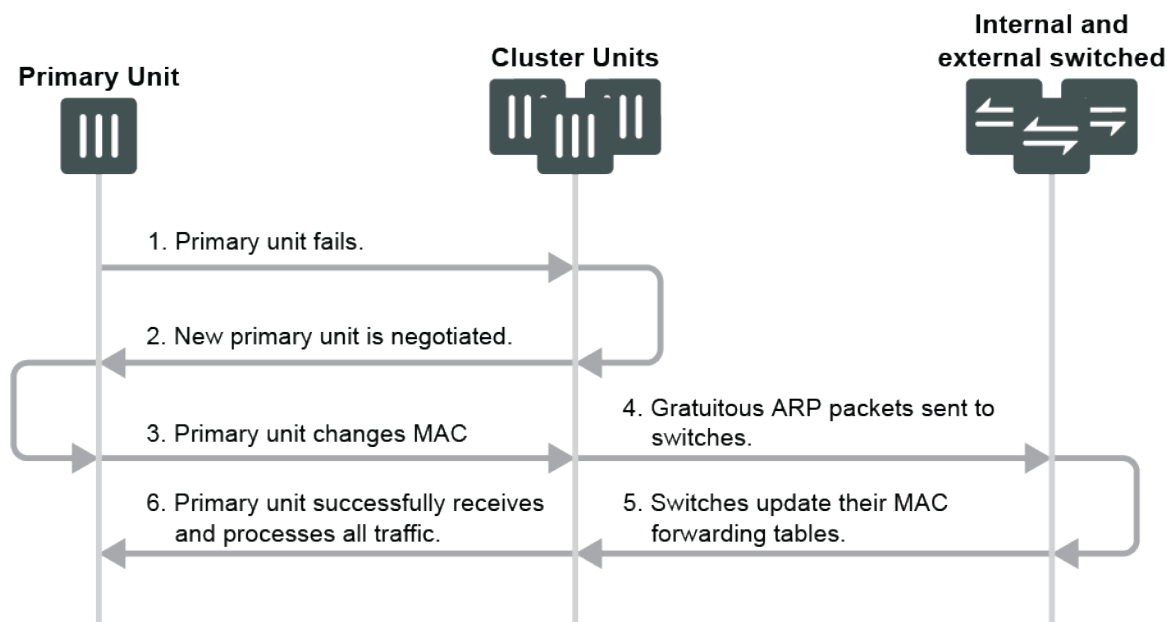 Primary Unit
Cluster Units
Internal and
external switched
1. Primary unit fails.
2. New primary unit is negotiated.
3. Primary unit changes MAC
4. Gratuitous ARP packets sent to
switches.
6. Primary unit successfully receives
and processes all traffic.
5. Switches update their MAC
forwarding tables.